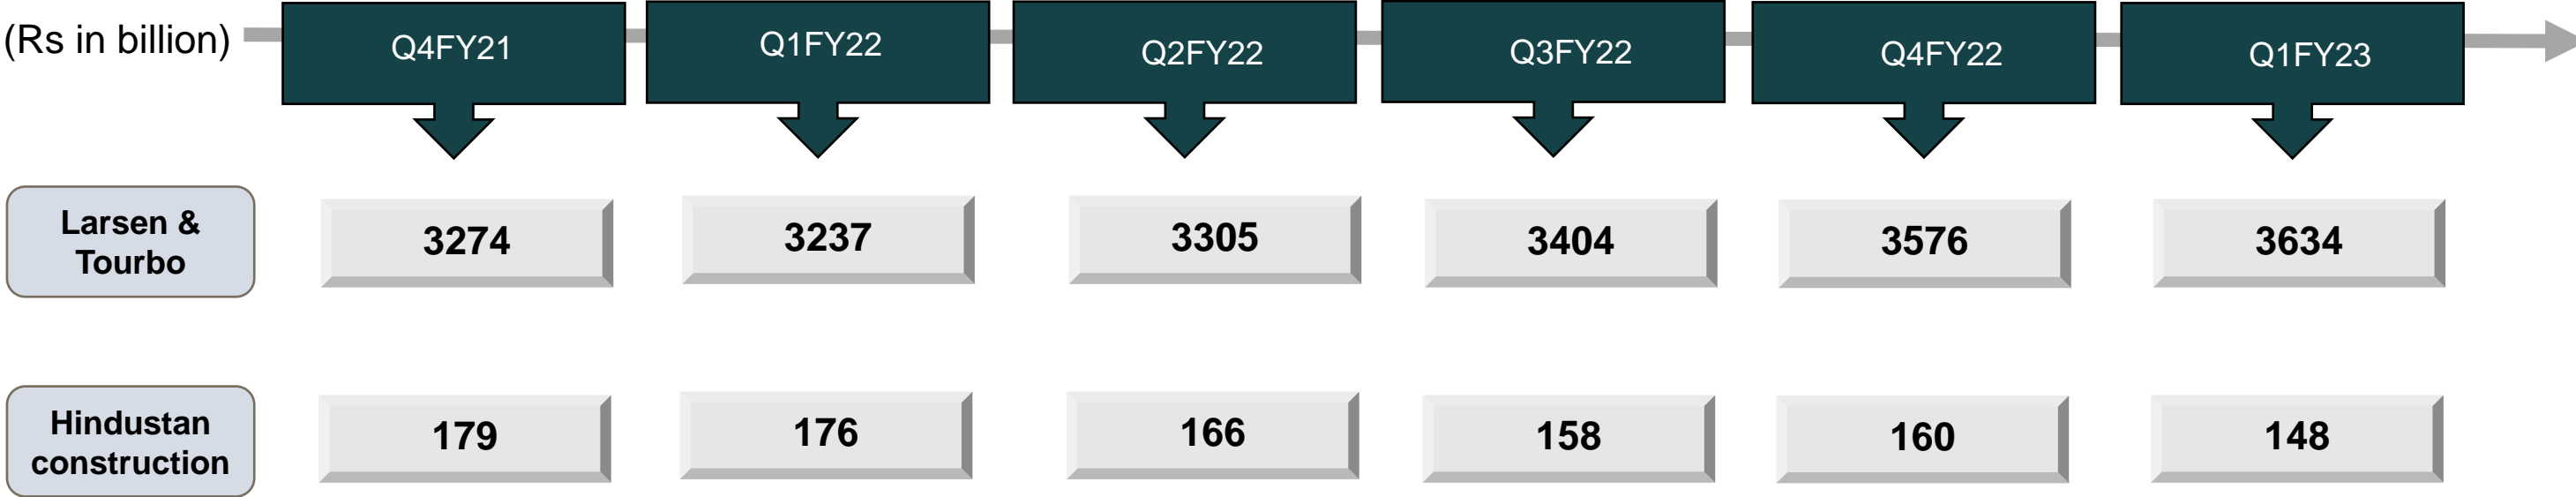 (Rs in billion) Q4FY21 Q1FY22 Q2FY22 Q3FY22 Q4FY22 Q1FY23
Larsen &
Tourbo
3274 3237 3305 3404 3576 3634
Hindustan
construction
179 176 166 158 160 148